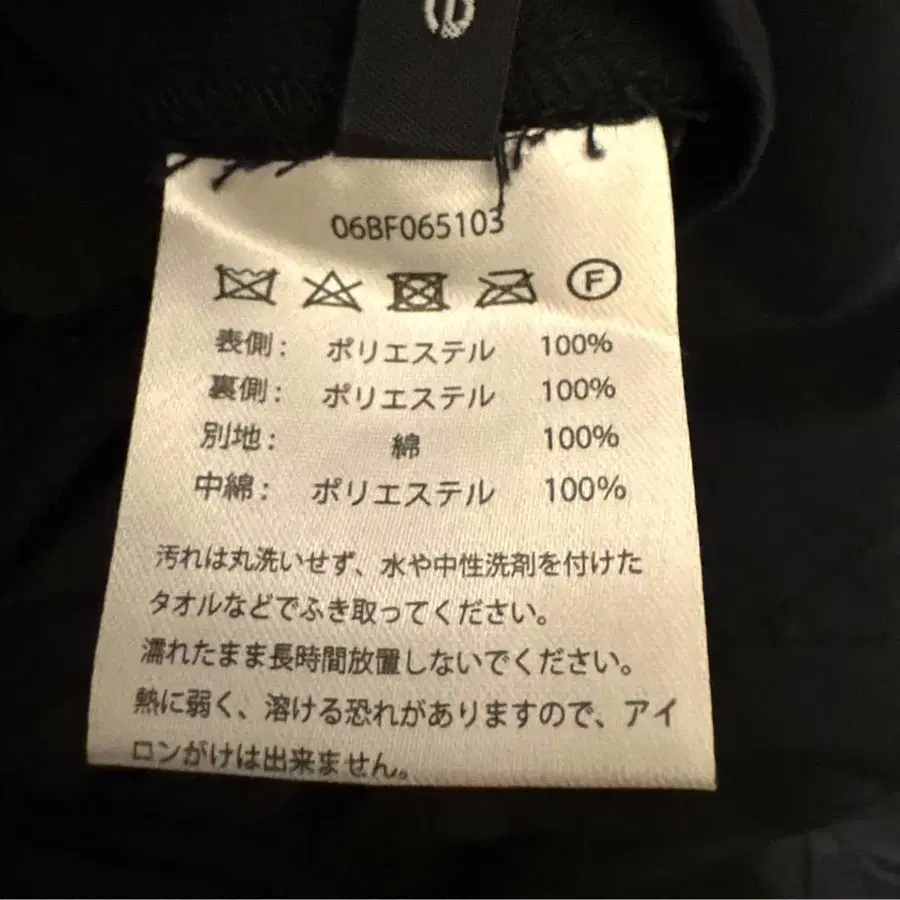 06BF065103
F
表側: ポリエステル 100%
裏側: ポリエステル 100%
別地: 綿 100%
中綿: ポリエステル 100%
汚れは丸洗いせず、水や中性洗剤を付けた
タオルなどでふき取ってください。
濡れたまま長時間放置しないでください。
熱に弱く、溶ける恐れがありますので、アイ
ロンがけは出来ません。